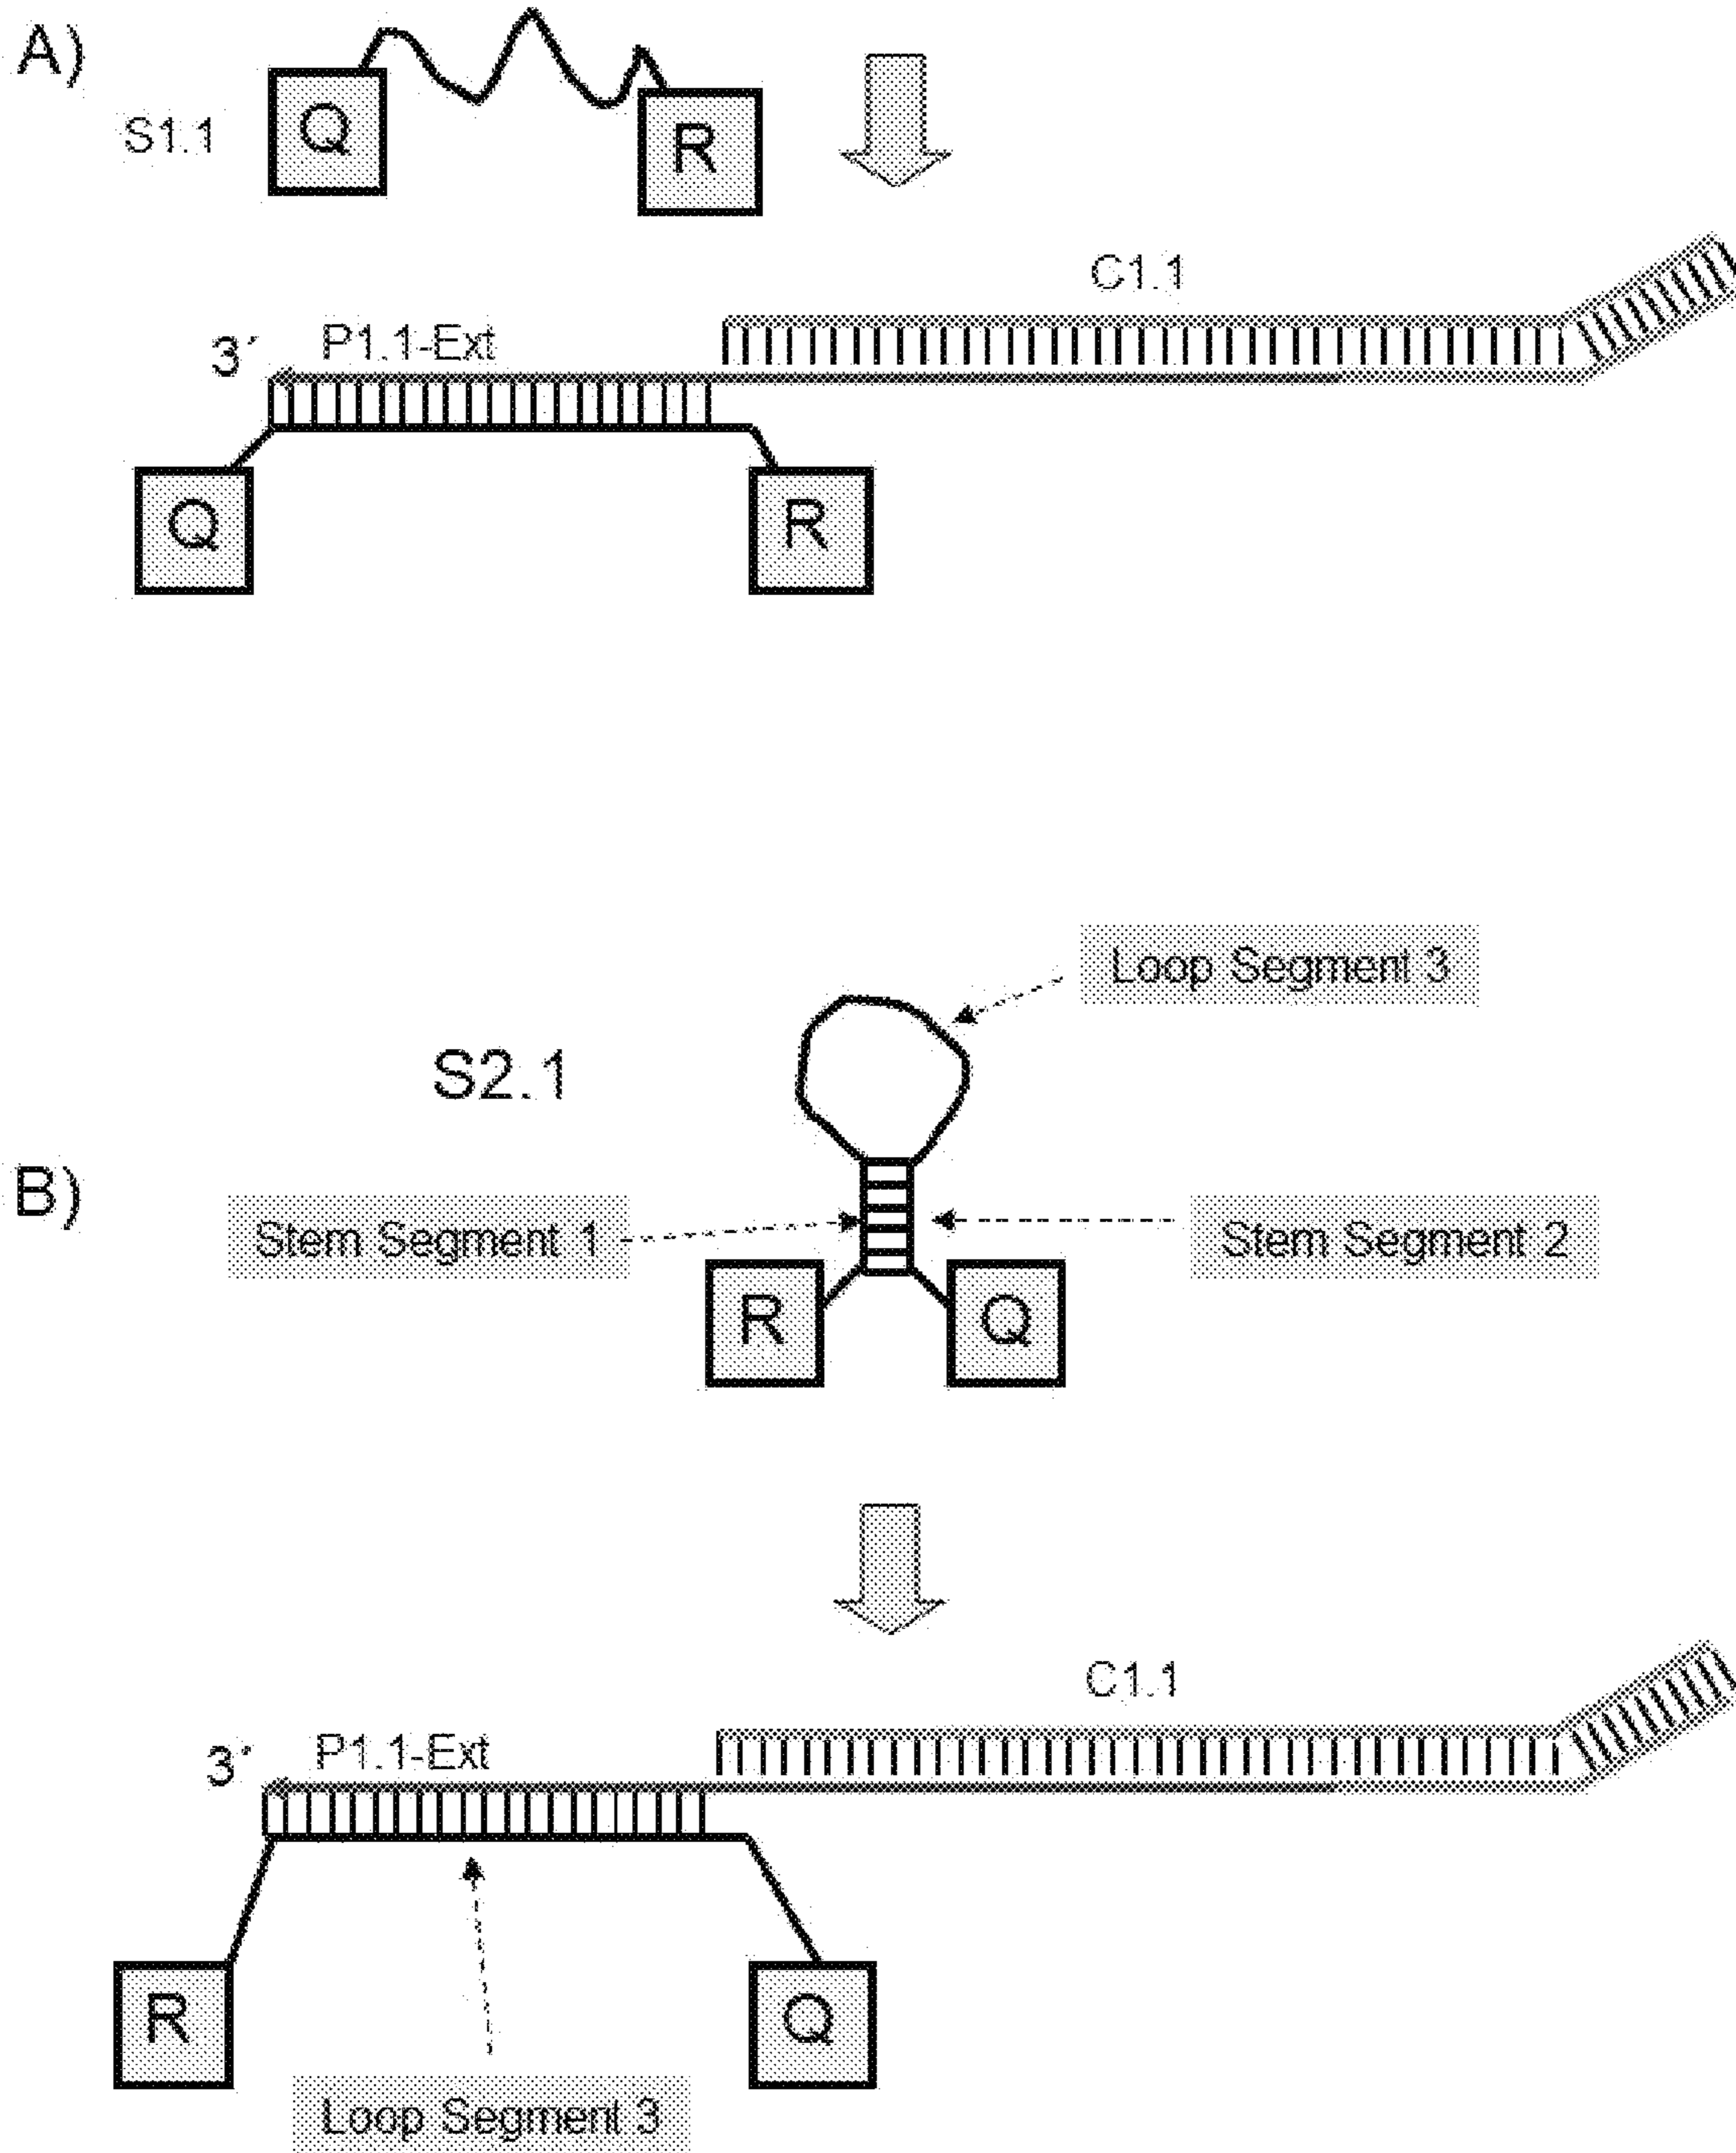 A)
S1.1
Q
R
C1.1
3´ P1.1-Ext
Q
R
Loop Segment 3
S2.1
B)
Stem Segment 1
Stem Segment 2
R
Q
C1.1
3´ P1.1-Ext
R
Q
Loop Segment 3